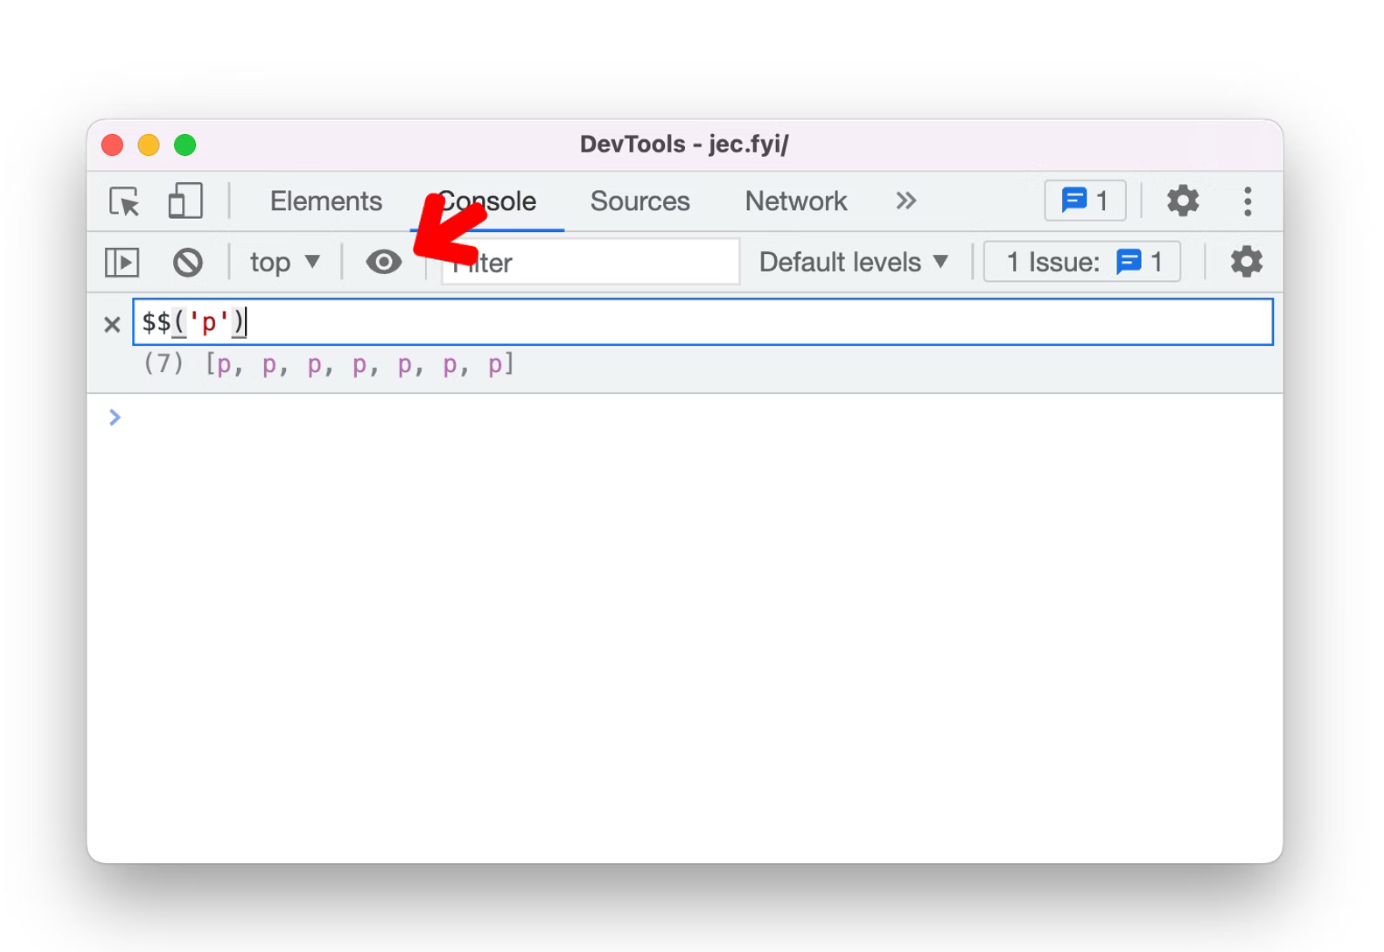 DevTools - jec.fyi/
Elements Console Sources Network » 1
top ▼ Filter Default levels ▼ 1 Issue: 1
× $$('p')
(7) [p, p, p, p, p, p, p]
>